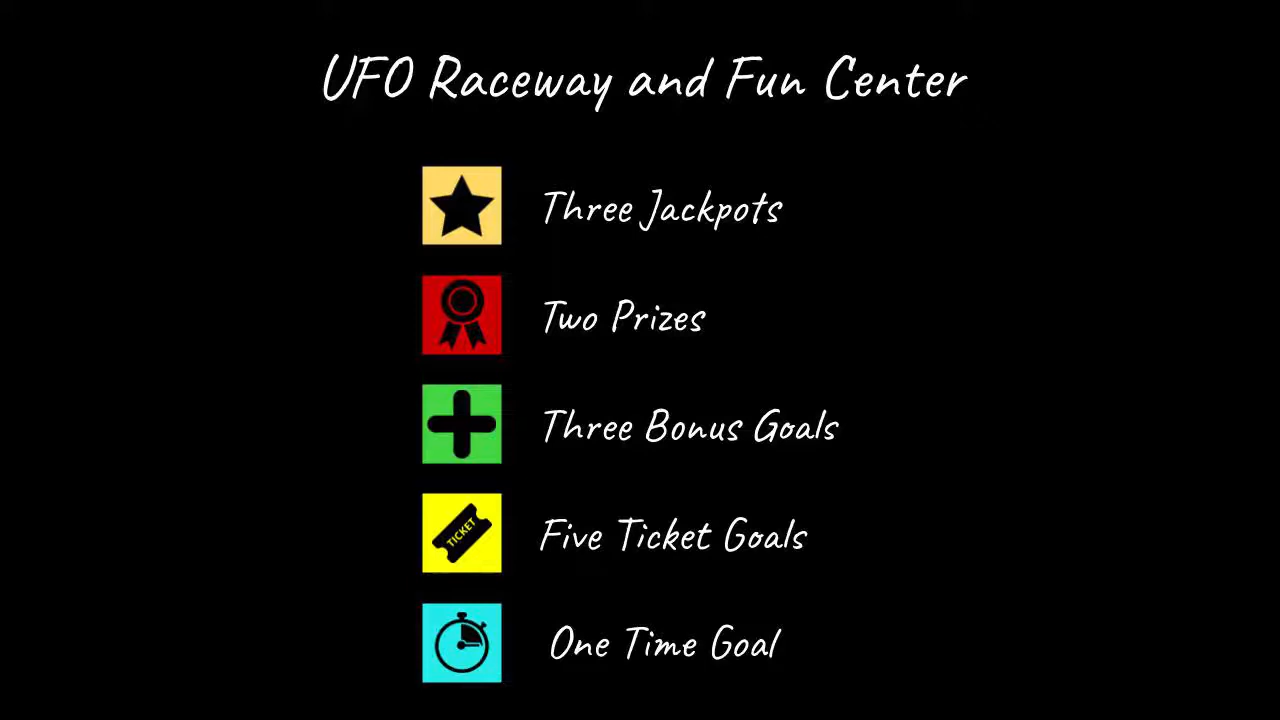 UFO Raceway and Fun Center
Three Jackpots
Two Prizes
Three Bonus Goals
TICKET
Five Ticket Goals
One Time Goal